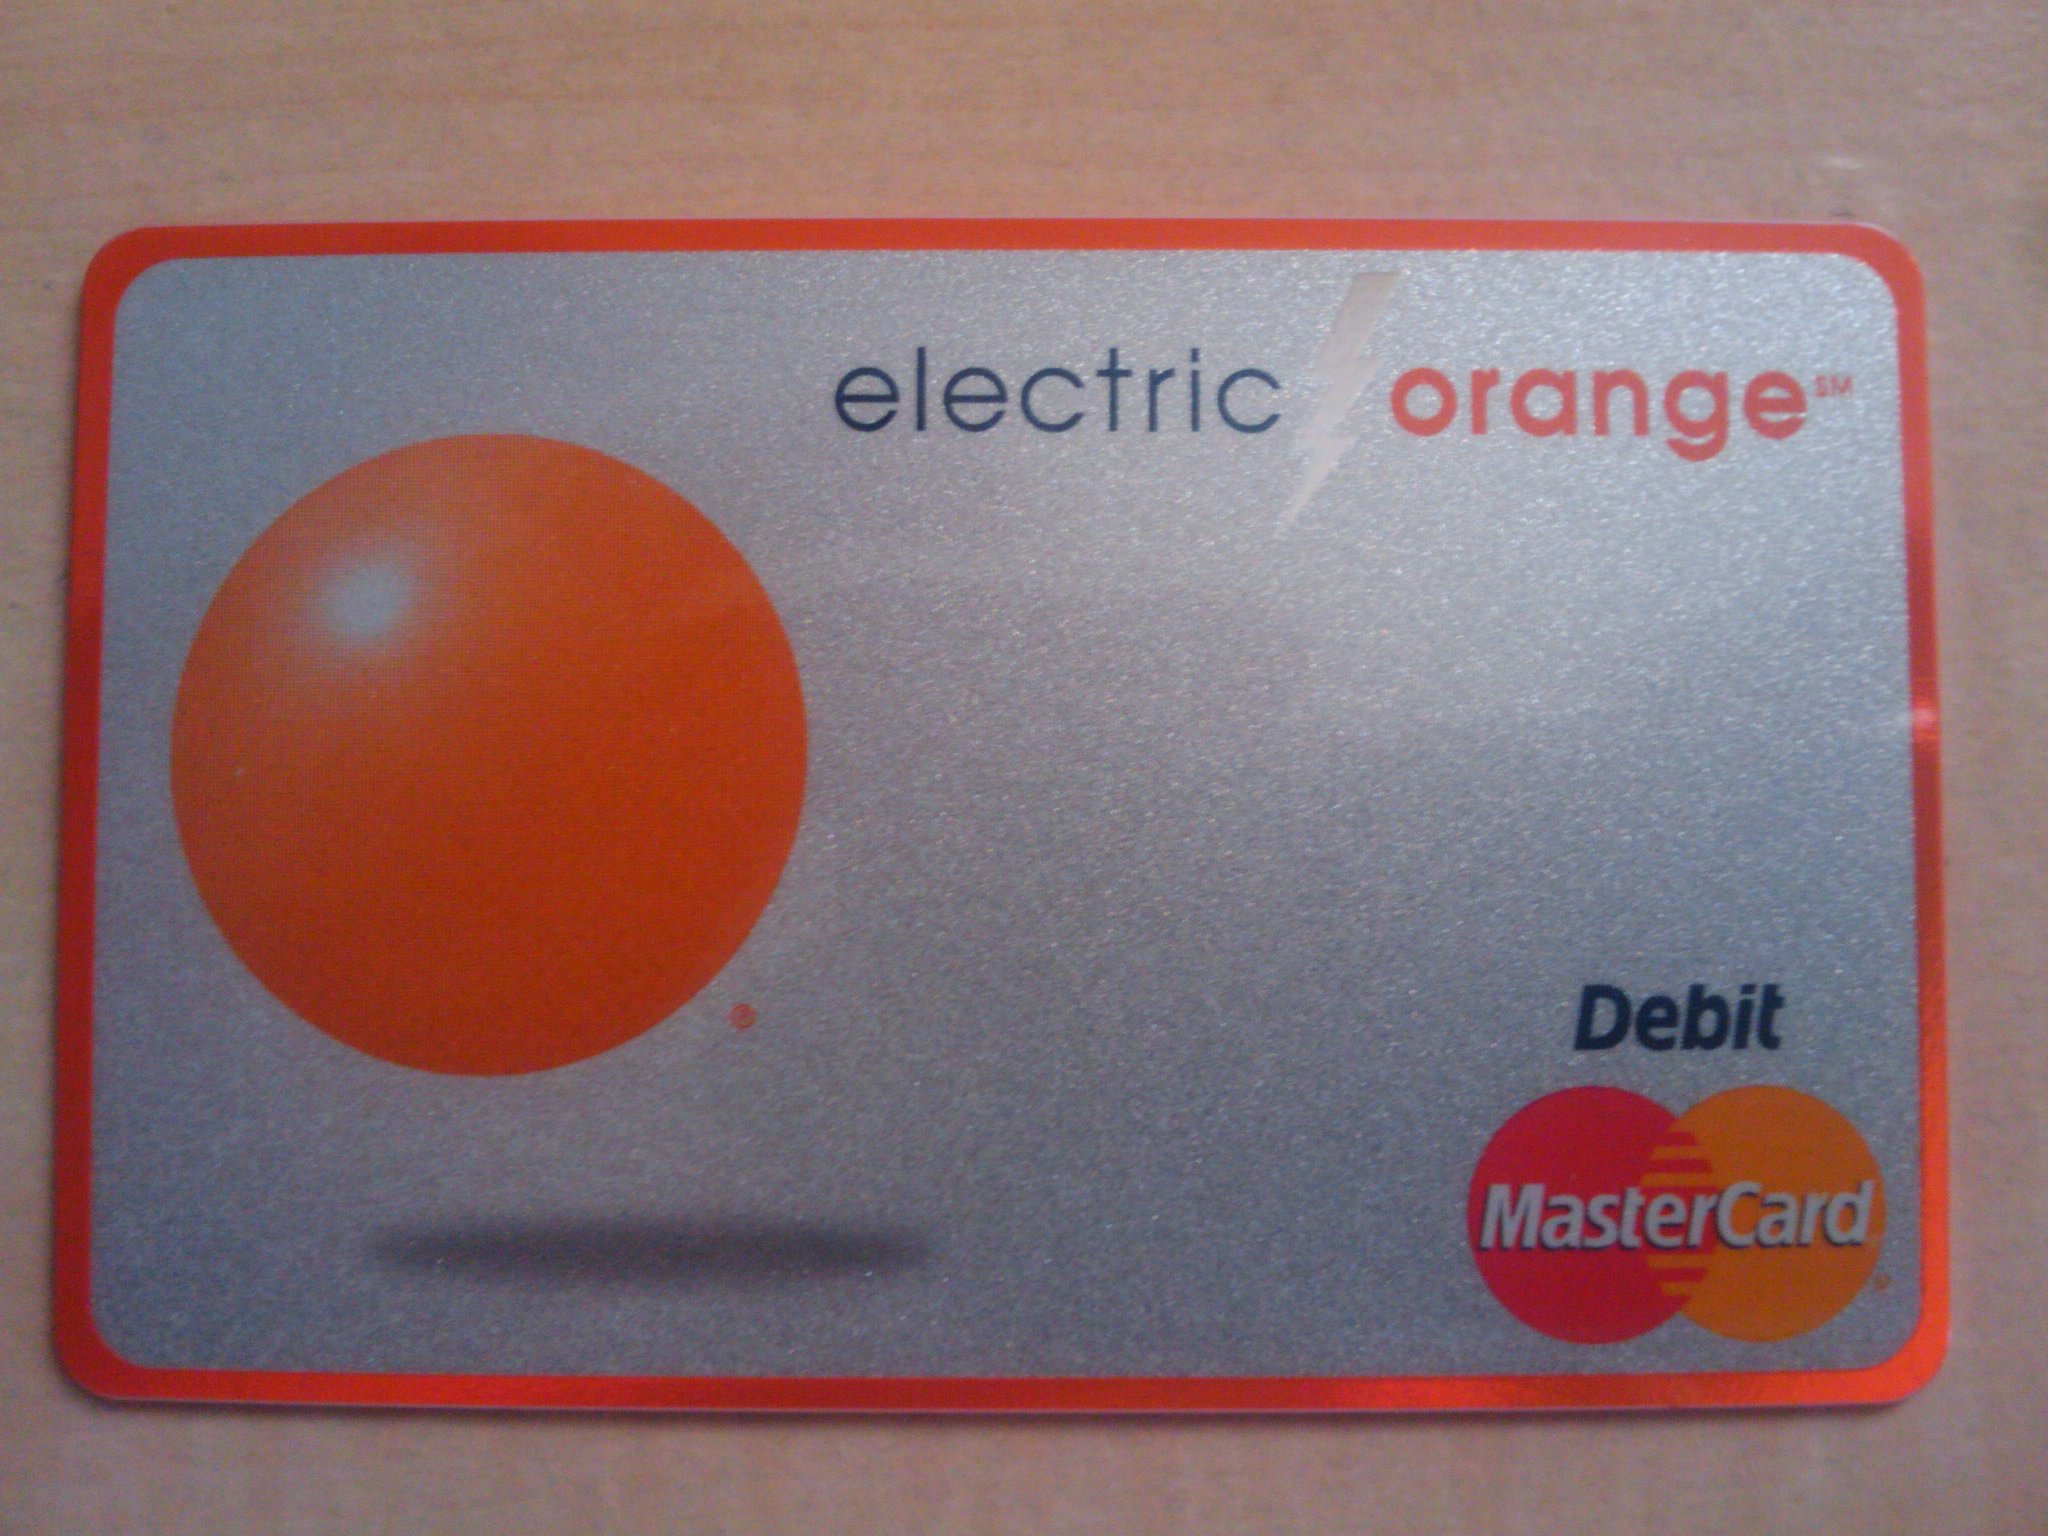 electric orange℠
®
Debit
MasterCard